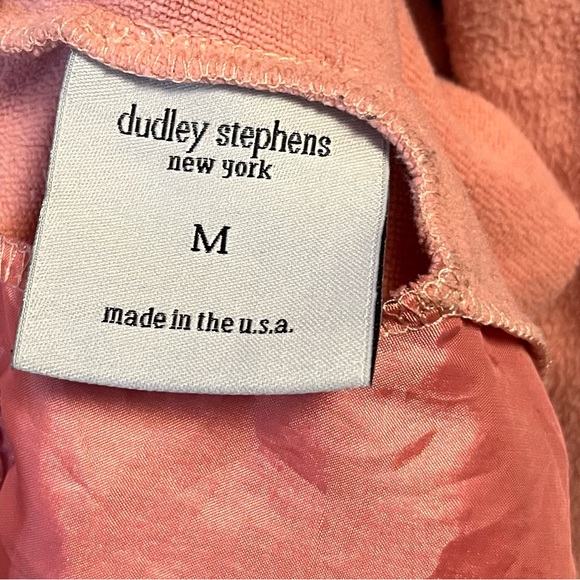 dudley stephens
new york
M
made in the u.s.a.